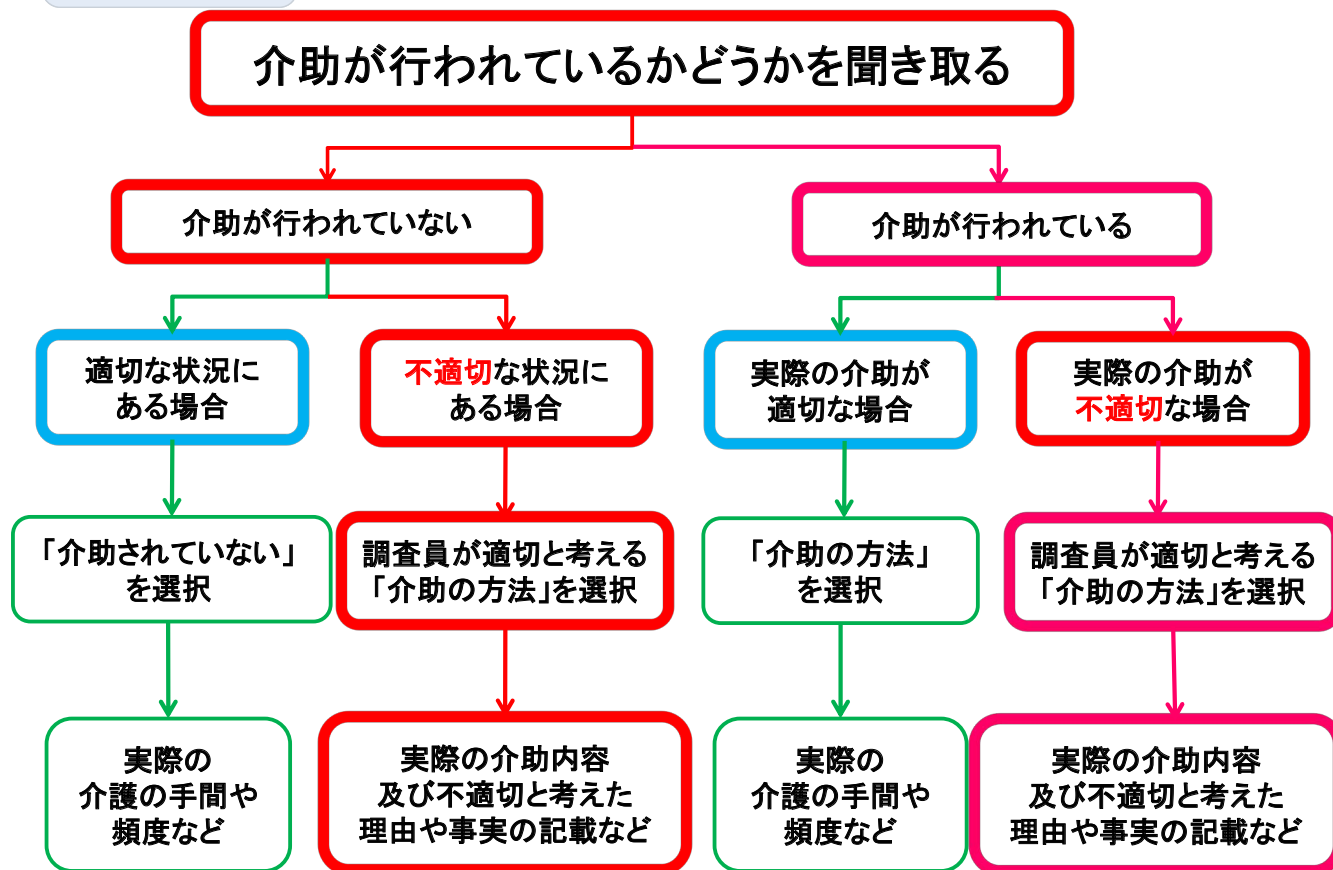 介助が行われているかどうかを聞き取る
介助が行われていない
介助が行われている
適切な状況に
ある場合
不適切な状況に
ある場合
実際の介助が
適切な場合
実際の介助が
不適切な場合
「介助されていない」
を選択
調査員が適切と考える
「介助の方法」を選択
「介助の方法」
を選択
調査員が適切と考える
「介助の方法」を選択
実際の
介護の手間や
頻度など
実際の介助内容
及び不適切と考えた
理由や事実の記載など
実際の
介護の手間や
頻度など
実際の介助内容
及び不適切と考えた
理由や事実の記載など